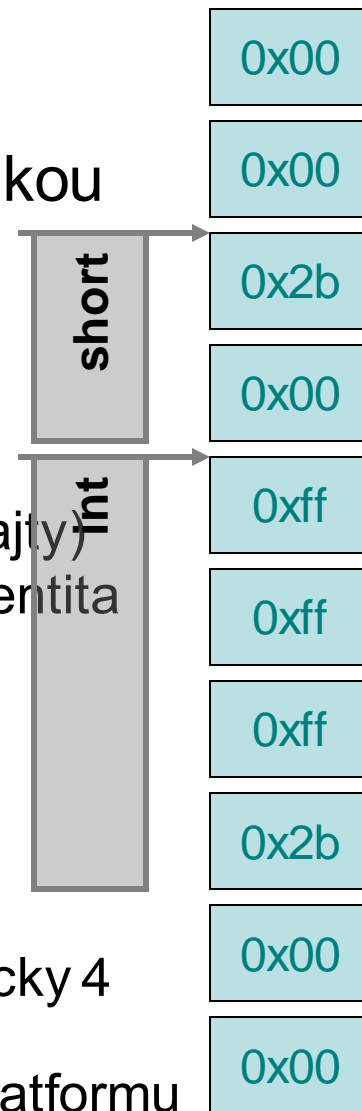 0x00
kou
0x00
short
0x2b
0x00
int
ajty)
0xff
entita
0xff
0xff
0x2b
cky 4
0x00
atformu
0x00